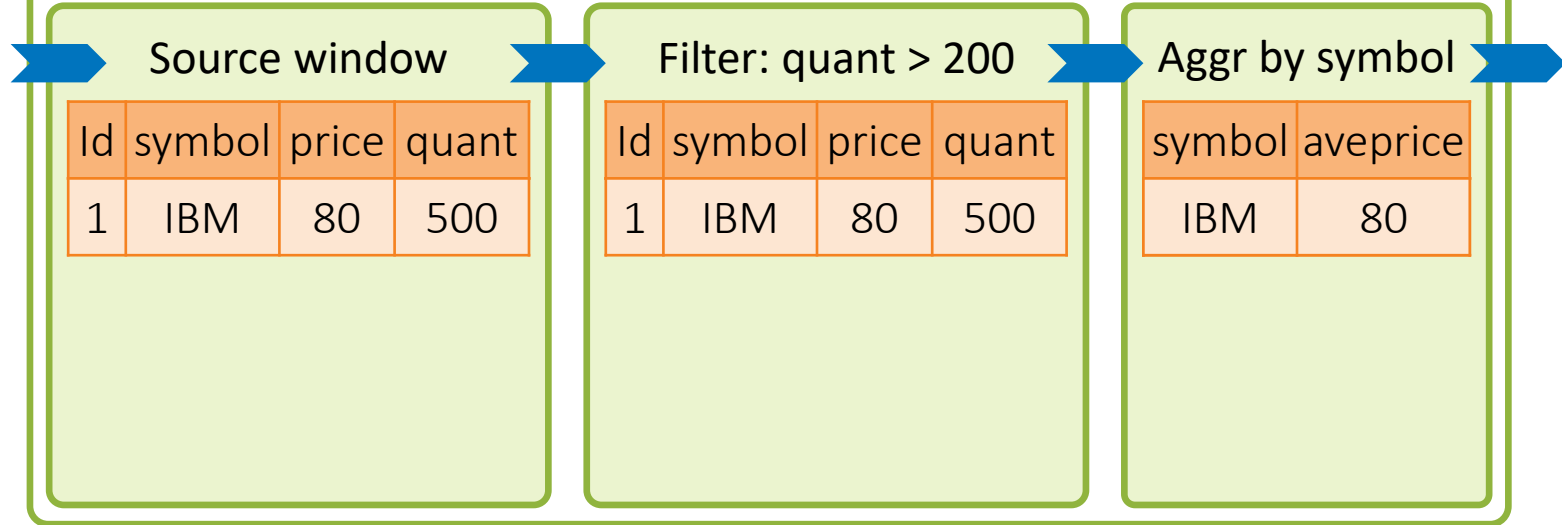 Source window
Id symbol price quant
1 IBM 80 500
Filter: quant > 200
Id symbol price quant
1 IBM 80 500
Aggr by symbol
symbol aveprice
IBM 80